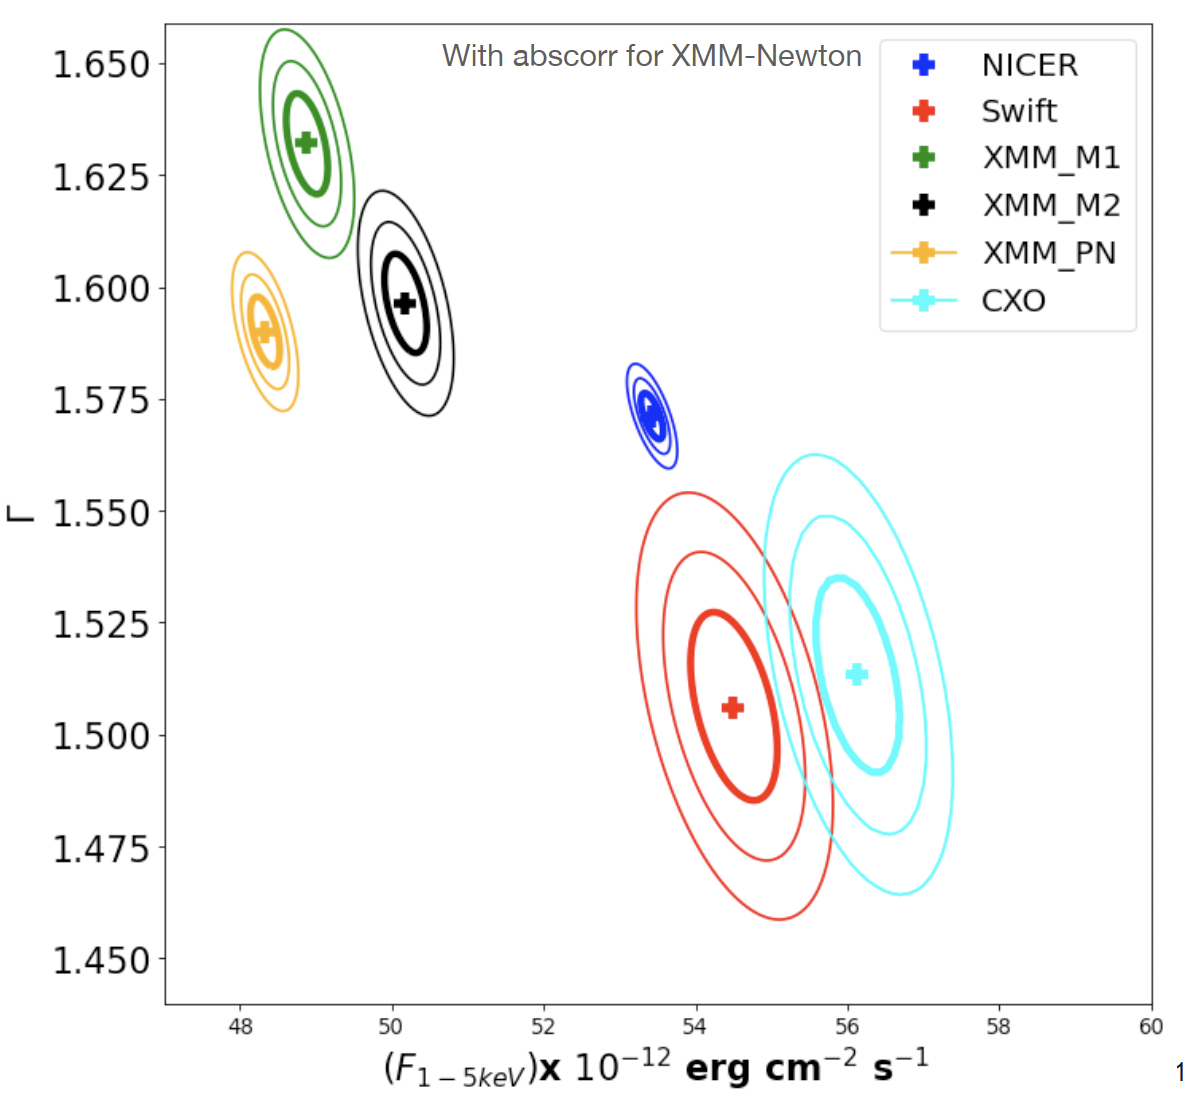 With abscorr for XMM-Newton
NICER
Swift
XMM_M1
XMM_M2
XMM_PN
CXO
1.650
1.625
1.600
1.575
1.550
1.525
1.500
1.475
1.450
Γ
48 50 52 54 56 58 60
(F₁₋₅keV)x 10⁻¹² erg cm⁻² s⁻¹
1